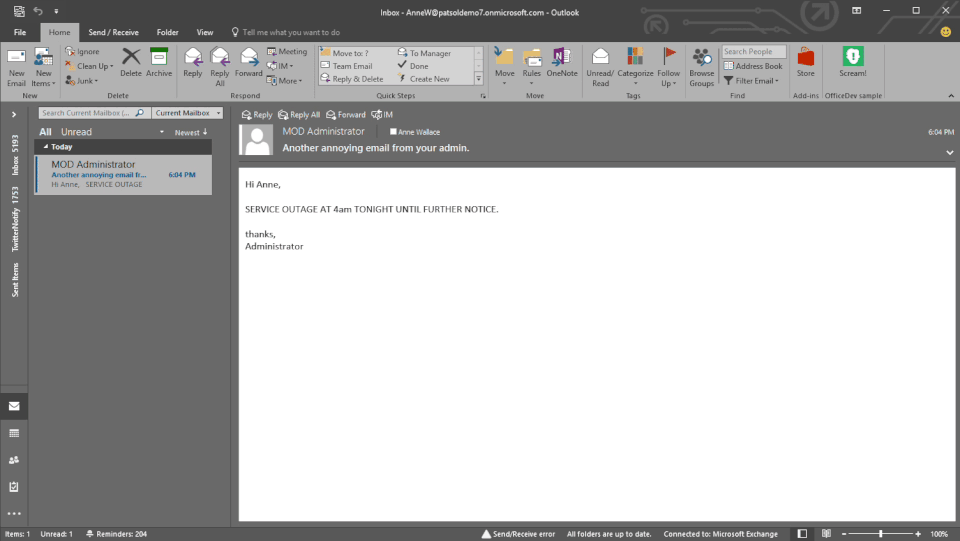 Inbox - AnneW@patsoldemo7.onmicrosoft.com - Outlook
File Home Send / Receive Folder View Tell me what you want to do
New Email
New Items
New
Ignore
Clean Up
Junk
Delete
Archive
Delete
Reply
Reply All
Forward
Meeting
IM
More
Respond
Move to: ?
Team Email
Reply & Delete
To Manager
Done
Create New
Quick Steps
Move
Rules
OneNote
Move
Unread/ Read
Categorize
Follow Up
Tags
Browse Groups
Search People
Address Book
Filter Email
Find
Store
Add-ins
Scream!
OfficeDev sample
Inbox 5193
TwitterNotify 1753
Sent Items
Search Current Mailbox (... Current Mailbox
All Unread Newest
Today
MOD Administrator
Another annoying email fr... 6:04 PM
Hi Anne, SERVICE OUTAGE
Reply Reply All Forward IM
MOD Administrator Anne Wallace 6:04 PM
Another annoying email from your admin.
Hi Anne,
SERVICE OUTAGE AT 4am TONIGHT UNTIL FURTHER NOTICE.
thanks,
Administrator
Items: 1 Unread: 1 Reminders: 204 Send/Receive error All folders are up to date. Connected to: Microsoft Exchange 100%